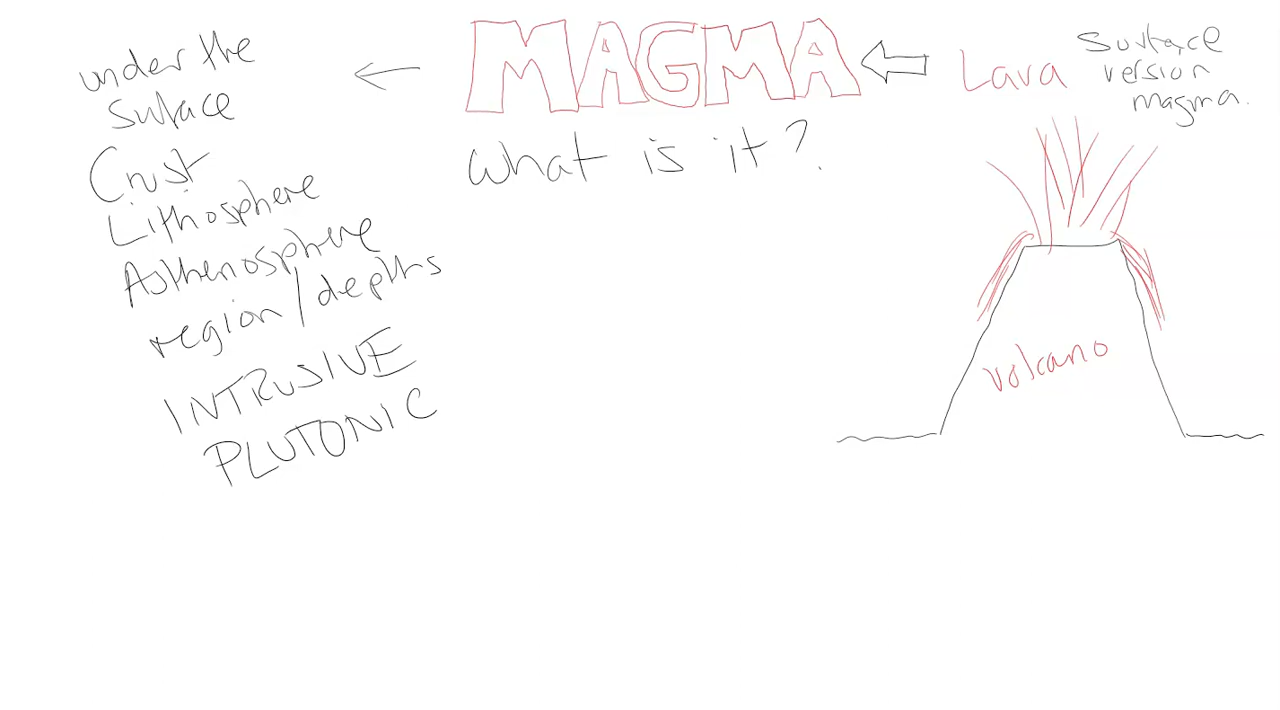 MAGMA
what is it?
under the
surface
Crust
Lithosphere
Asthenosphere
region/depths
INTRUSIVE
PLUTONIC
Lava
surface
version
magma.
volcano